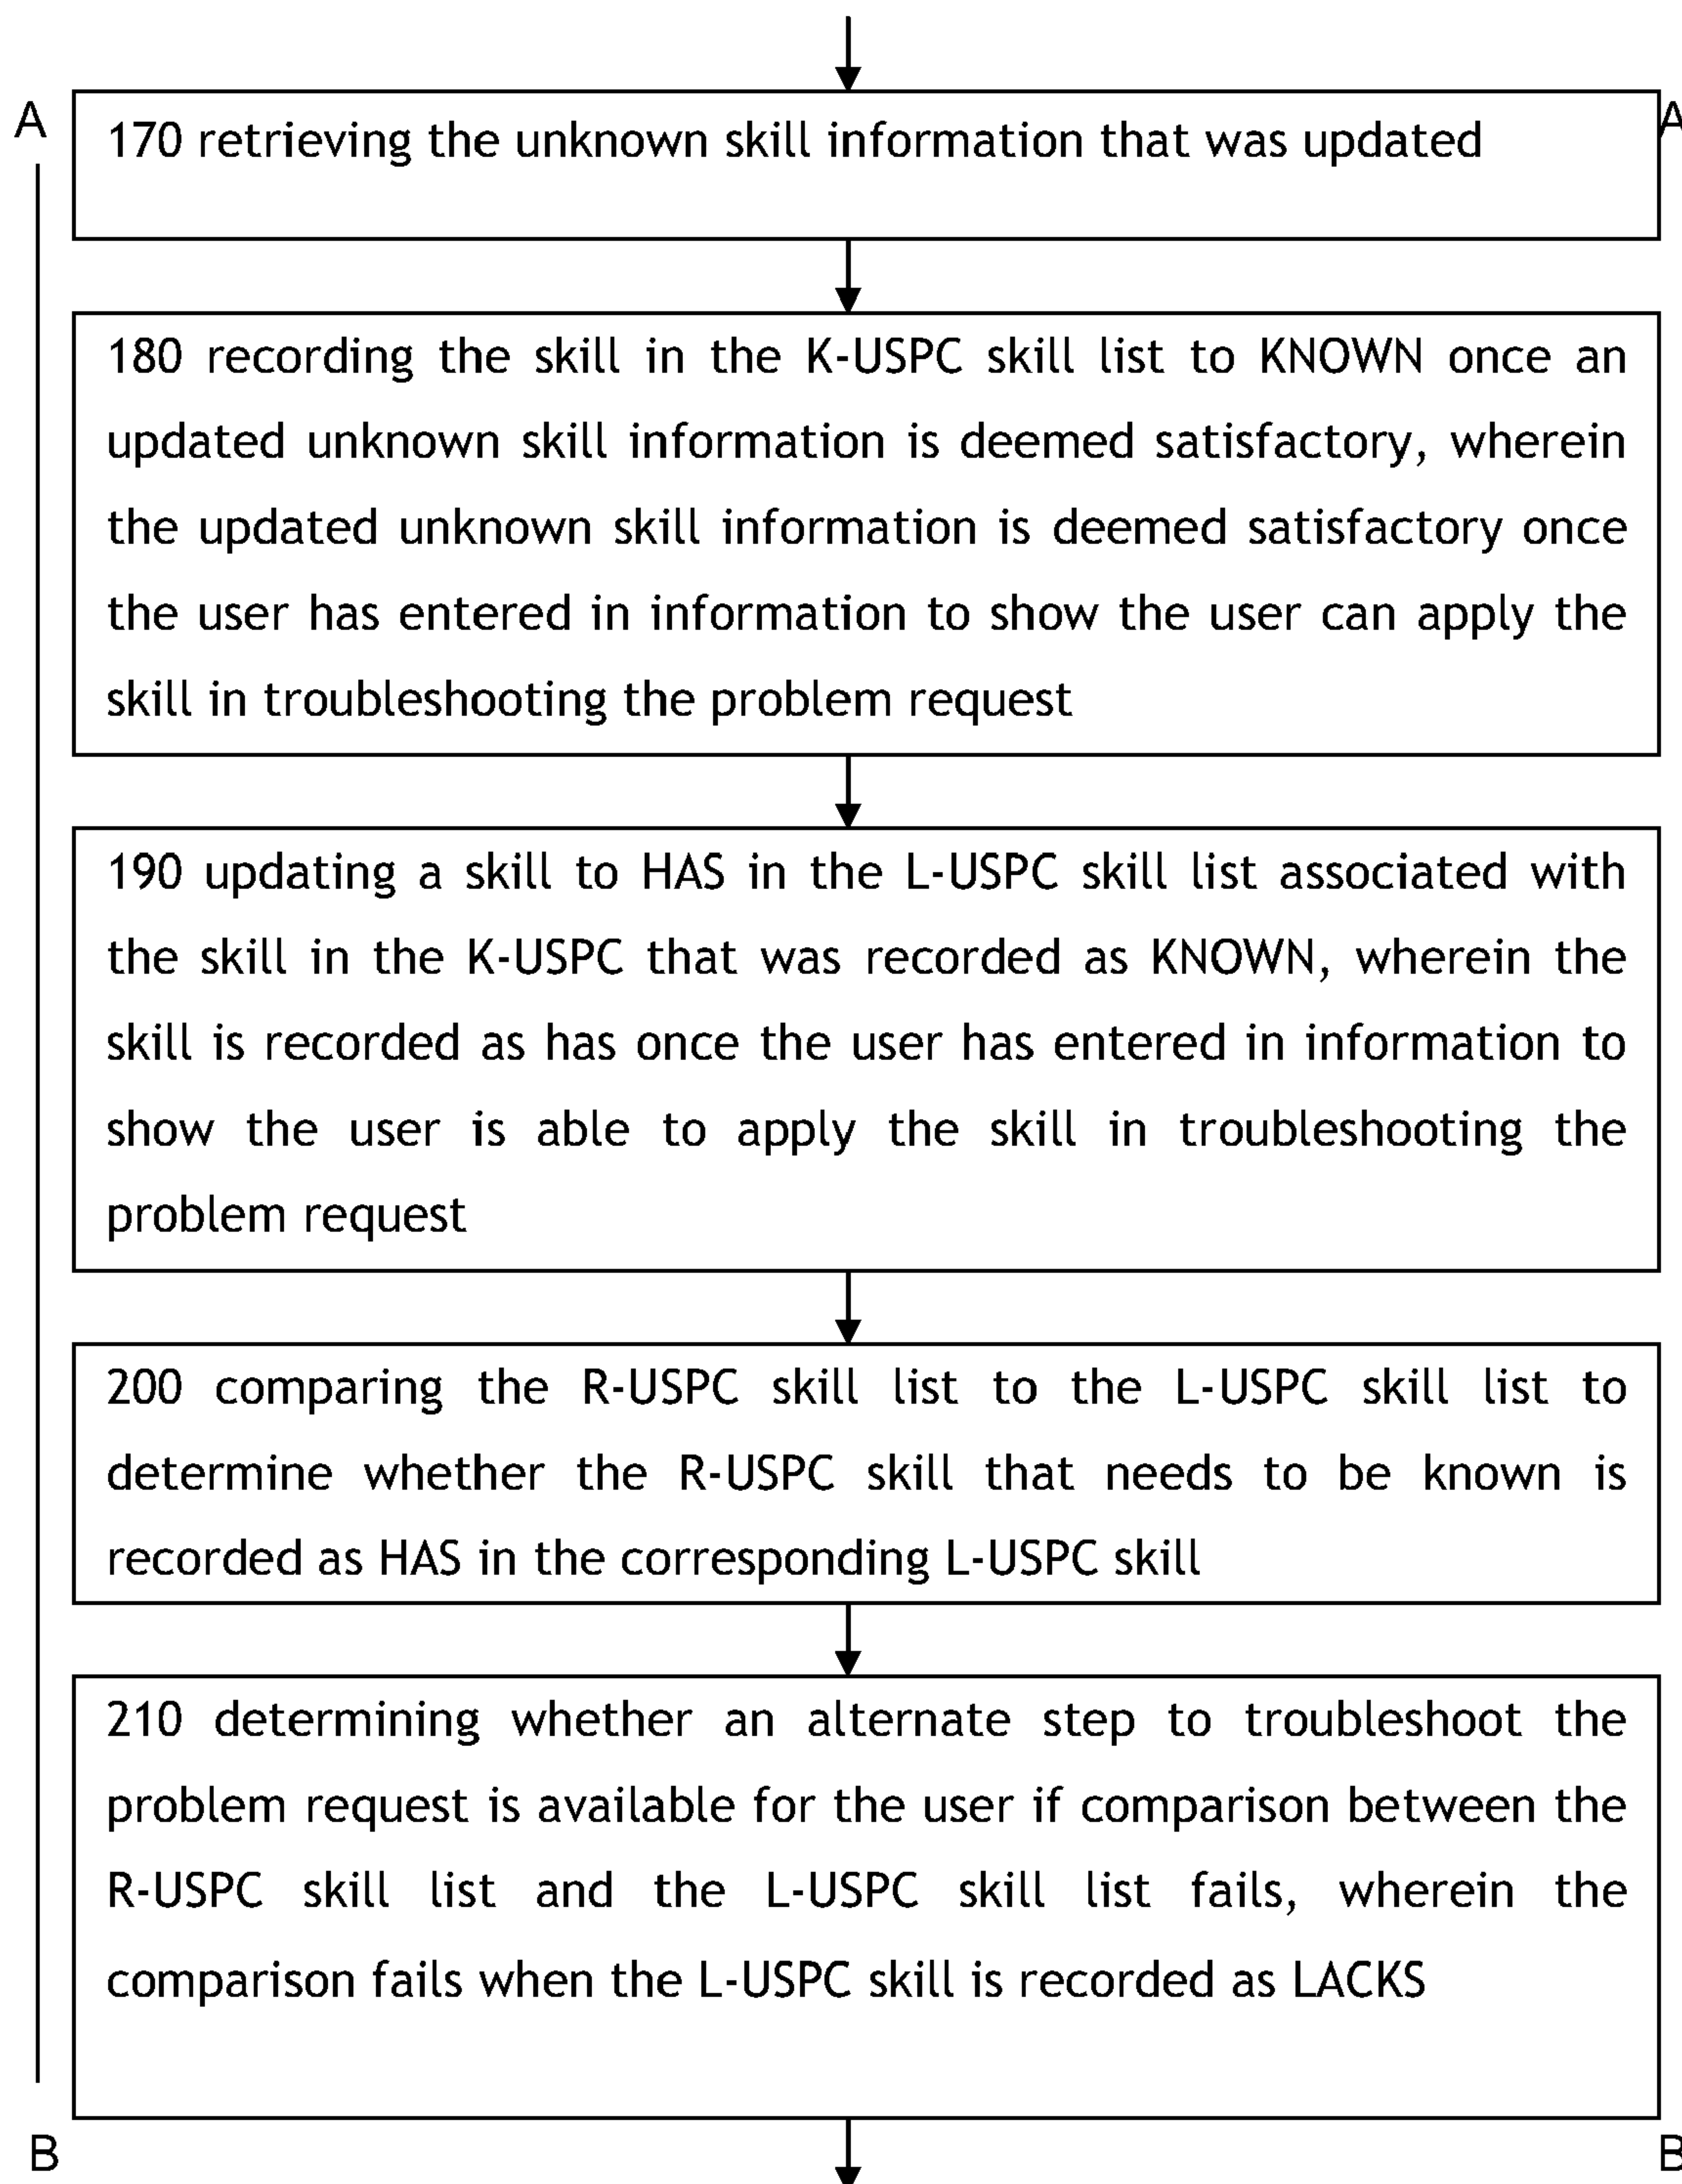 A
A
170 retrieving the unknown skill information that was updated
180 recording the skill in the K-USPC skill list to KNOWN once an
updated unknown skill information is deemed satisfactory, wherein
the updated unknown skill information is deemed satisfactory once
the user has entered in information to show the user can apply the
skill in troubleshooting the problem request
190 updating a skill to HAS in the L-USPC skill list associated with
the skill in the K-USPC that was recorded as KNOWN, wherein the
skill is recorded as has once the user has entered in information to
show the user is able to apply the skill in troubleshooting the
problem request
200 comparing the R-USPC skill list to the L-USPC skill list to
determine whether the R-USPC skill that needs to be known is
recorded as HAS in the corresponding L-USPC skill
210 determining whether an alternate step to troubleshoot the
problem request is available for the user if comparison between the
R-USPC skill list and the L-USPC skill list fails, wherein the
comparison fails when the L-USPC skill is recorded as LACKS
B
B